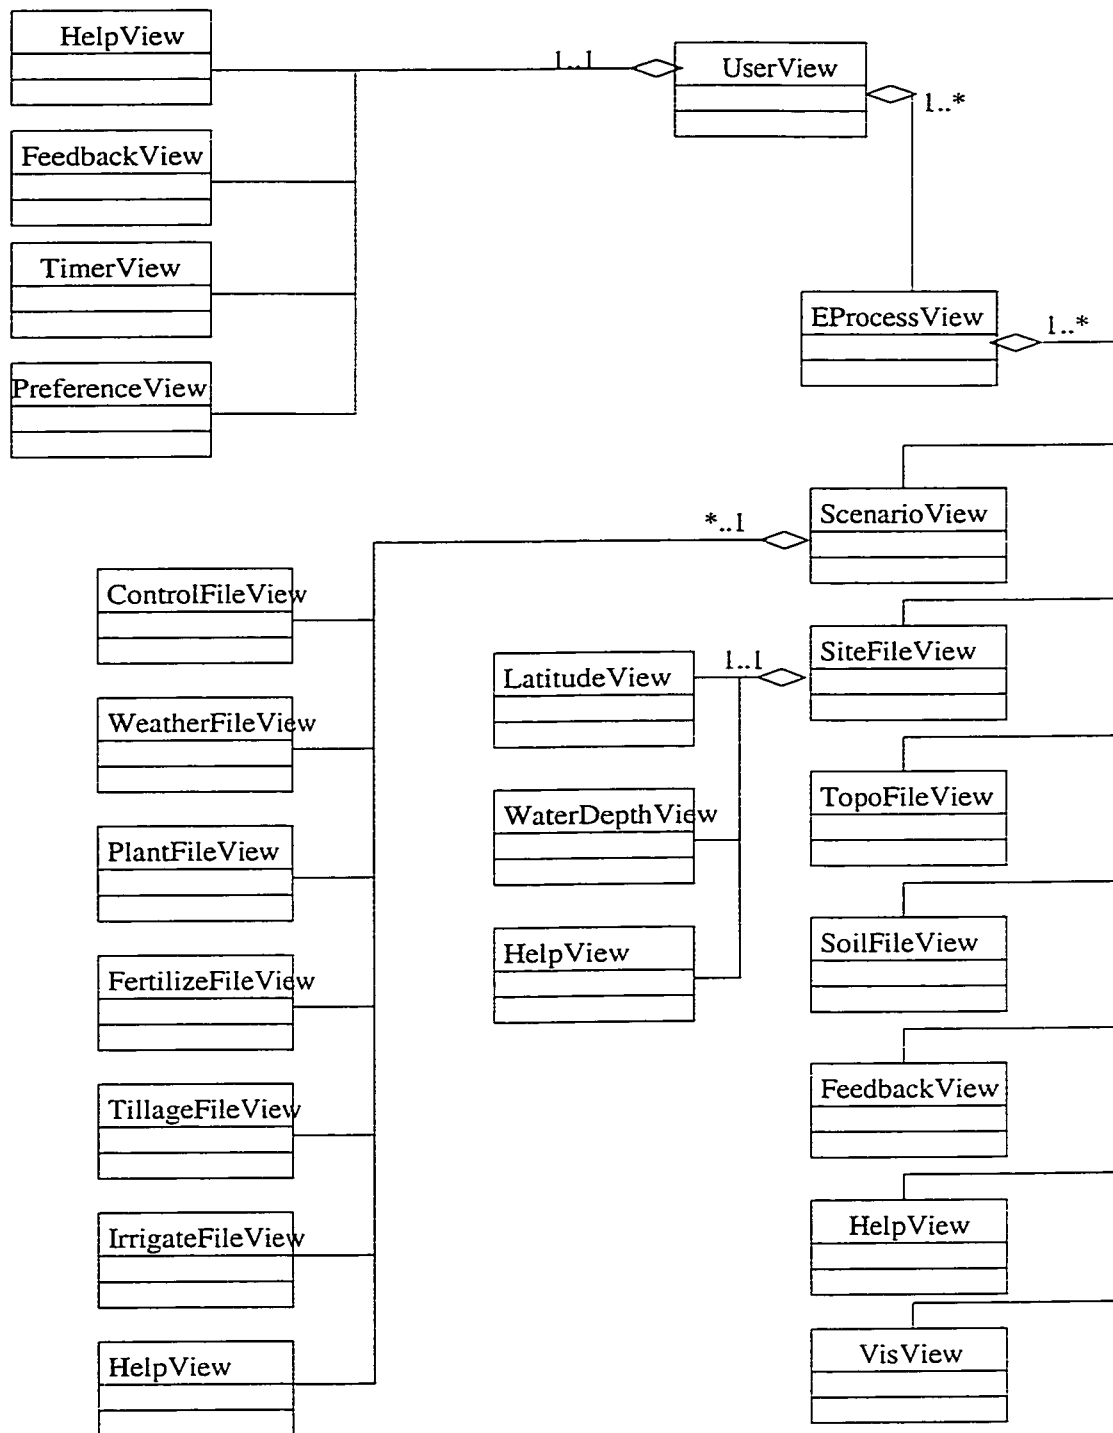 HelpView
1..1
UserView
1..*
FeedbackView
TimerView
EProcessView
1..*
PreferenceView
ScenarioView
*..1
ControlFileView
SiteFileView
1..1
LatitudeView
WeatherFileView
TopoFileView
WaterDepthView
PlantFileView
SoilFileView
HelpView
FertilizeFileView
FeedbackView
TillageFileView
HelpView
IrrigateFileView
VisView
HelpView